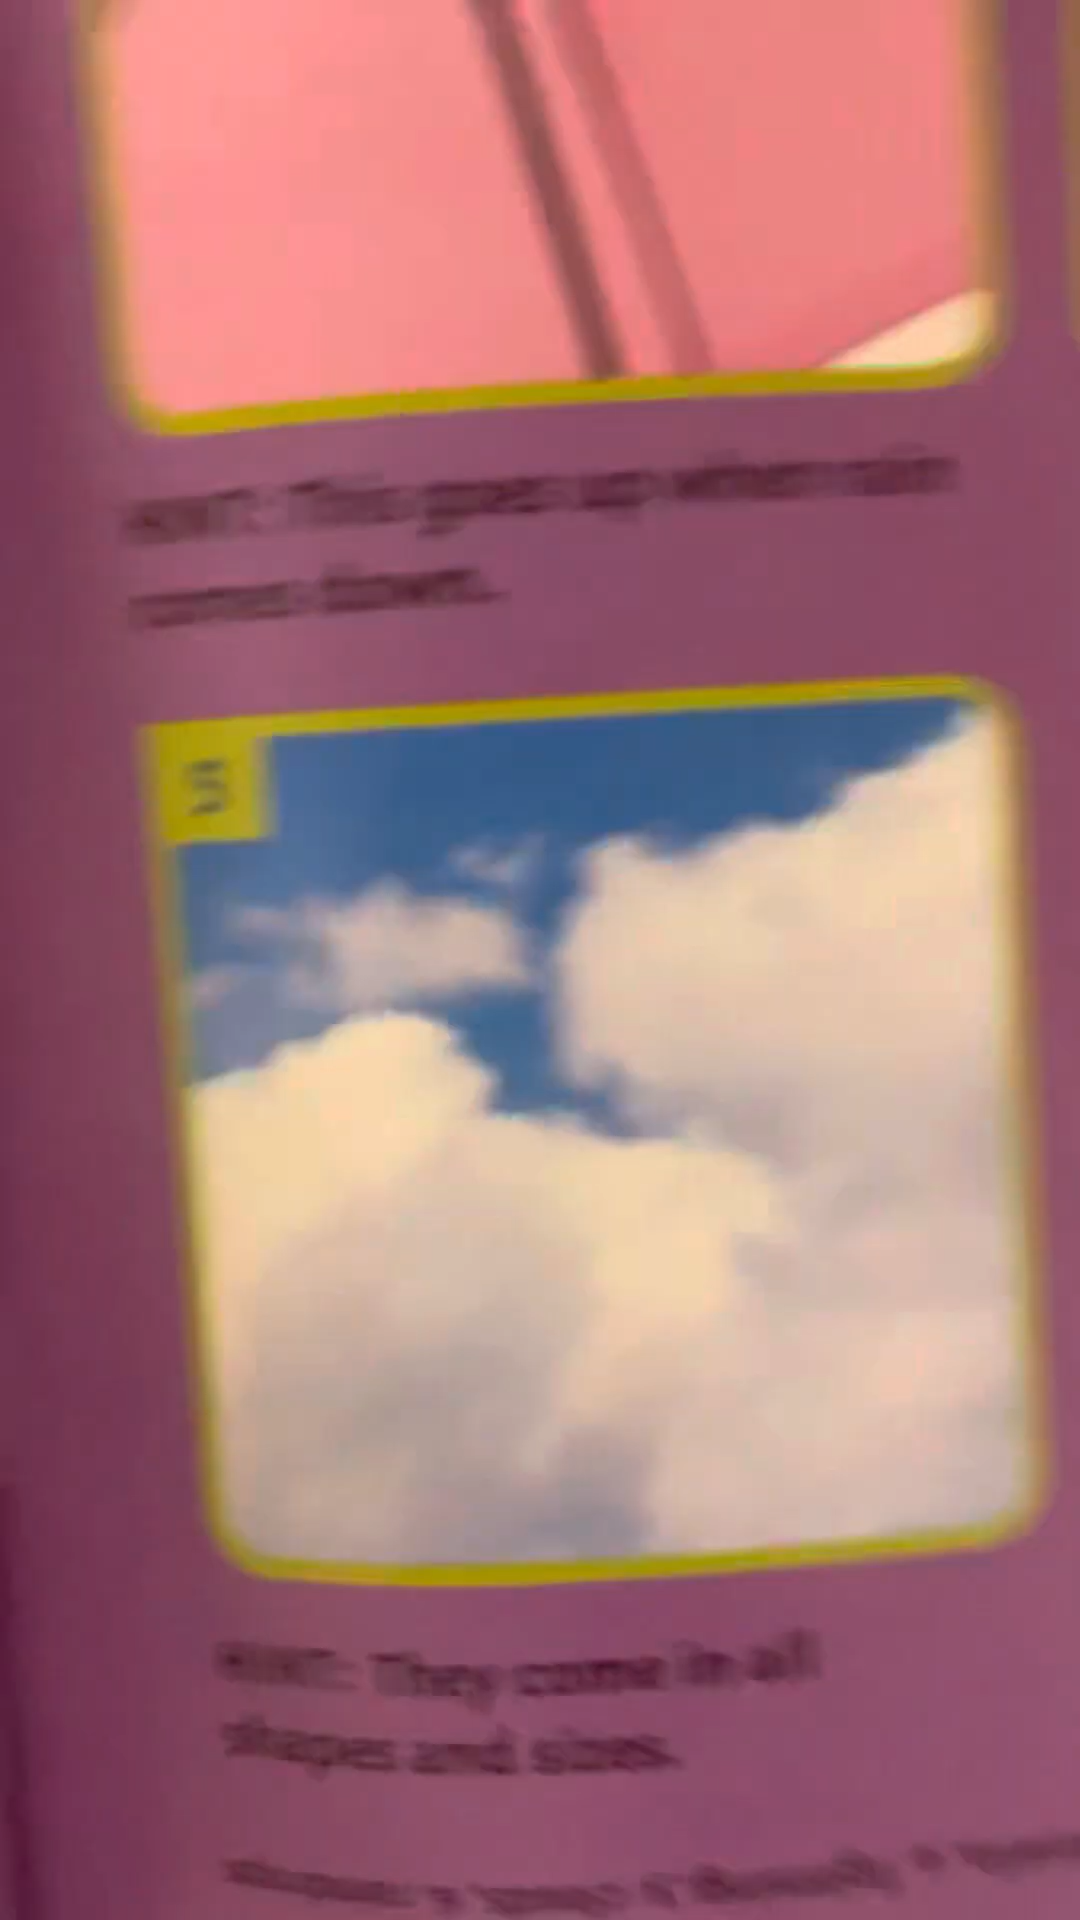 HINT: This goes up when rain
comes down.
5
HINT: They come in all
shapes and sizes.